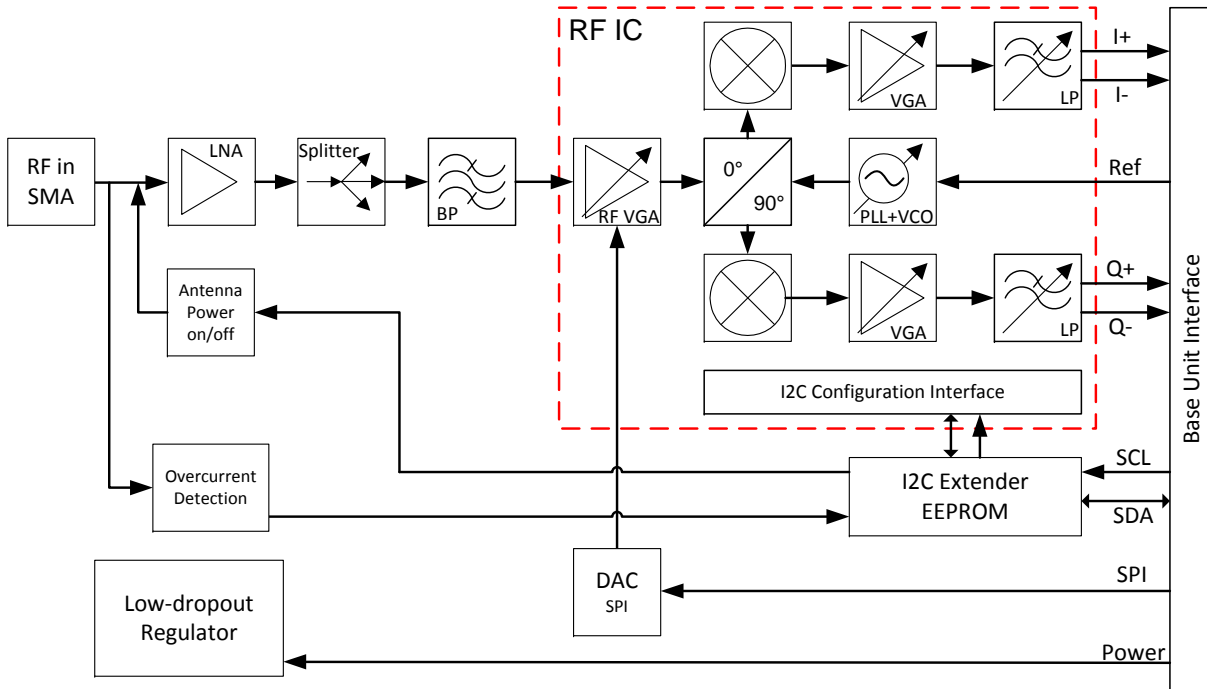 RF IC
VGA
LP
I+
I-
RF in
SMA
LNA
Splitter
BP
RF VGA
0°
90°
PLL+VCO
Ref
Antenna
Power
on/off
VGA
LP
Q+
Q-
I2C Configuration Interface
Base Unit Interface
Overcurrent
Detection
I2C Extender
EEPROM
SCL
SDA
DAC
SPI
SPI
Low-dropout
Regulator
Power